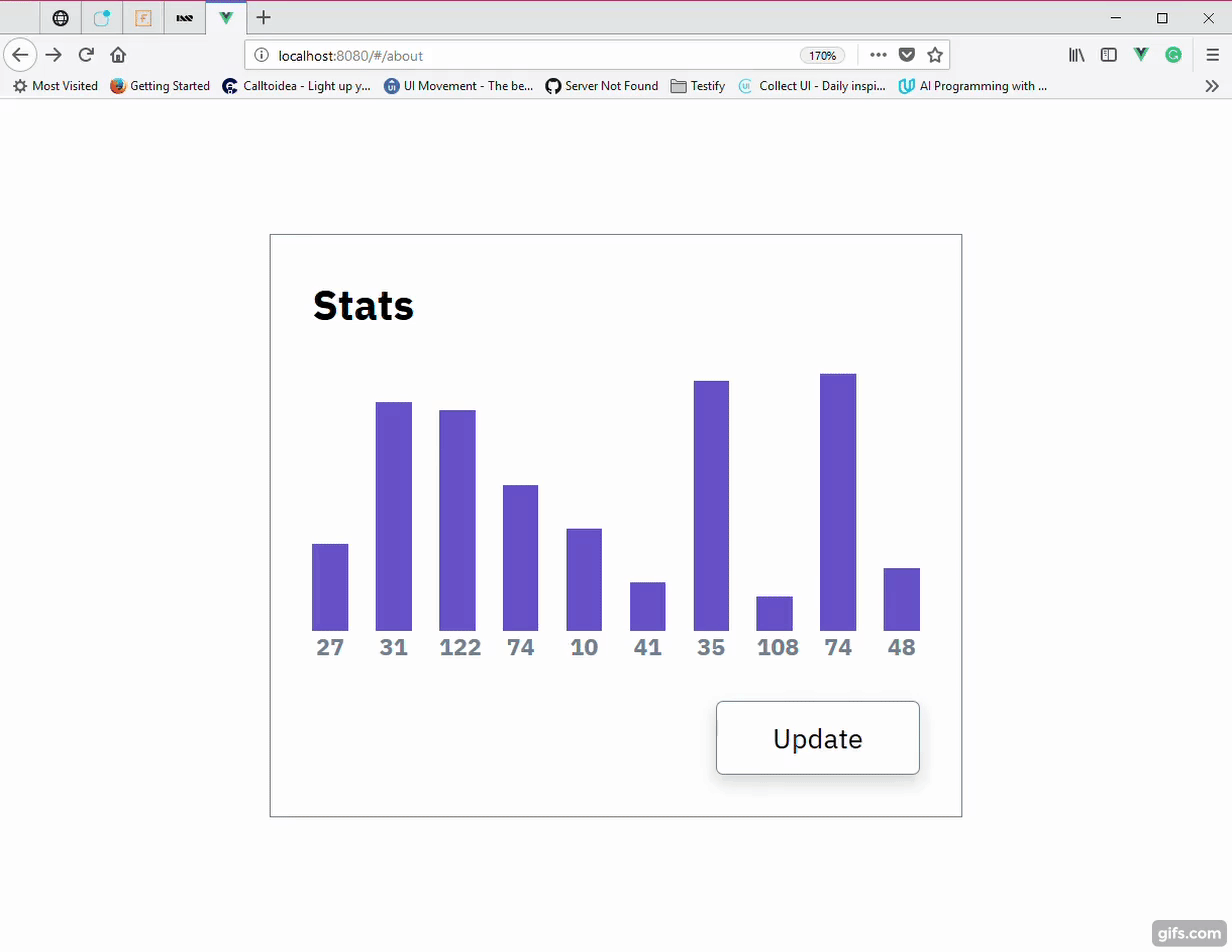 localhost:8080/#/about
170%
Most Visited
Getting Started
Calltoidea - Light up y...
UI Movement - The be...
Server Not Found
Testify
Collect UI - Daily inspi...
AI Programming with ...
Stats
27 31 122 74 10 41 35 108 74 48
Update
gifs.com